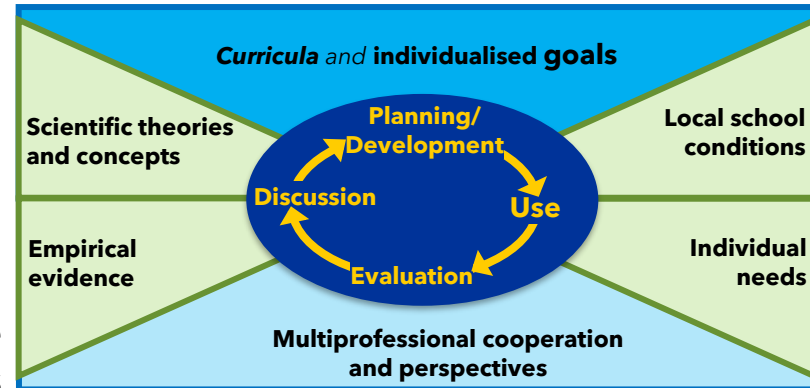 Curricula and individualised goals
Scientific theories
and concepts
Local school
conditions
Planning/
Development
Discussion
Use
Evaluation
Empirical
evidence
Individual
needs
Multiprofessional cooperation
and perspectives